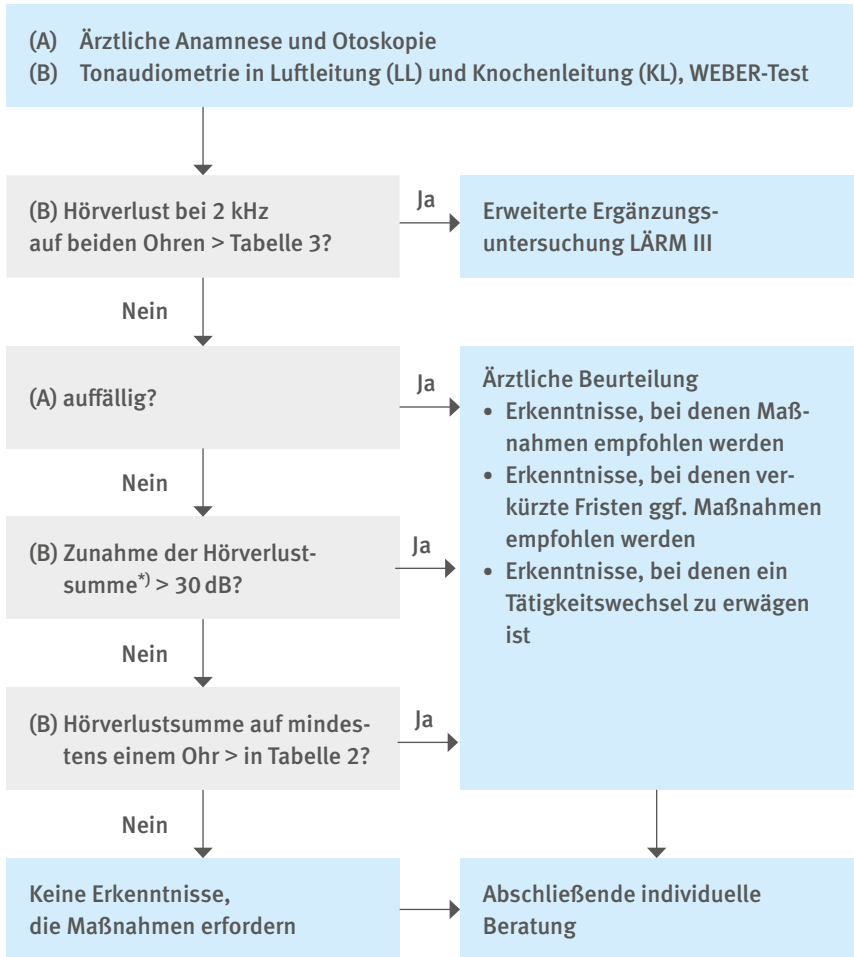 (A) Ärztliche Anamnese und Otoskopie
(B) Tonaudiometrie in Luftleitung (LL) und Knochenleitung (KL), WEBER-Test
(B) Hörverlust bei 2 kHz
auf beiden Ohren > Tabelle 3?
Ja
Erweiterte Ergänzungs-
untersuchung LÄRM III
Nein
(A) auffällig?
Ja
Ärztliche Beurteilung
• Erkenntnisse, bei denen Maß-
nahmen empfohlen werden
• Erkenntnisse, bei denen ver-
kürzte Fristen ggf. Maßnahmen
empfohlen werden
• Erkenntnisse, bei denen ein
Tätigkeitswechsel zu erwägen
ist
Nein
(B) Zunahme der Hörverlust-
summe*) > 30 dB?
Ja
Nein
(B) Hörverlustsumme auf mindes-
tens einem Ohr > in Tabelle 2?
Ja
Nein
Keine Erkenntnisse,
die Maßnahmen erfordern
Abschließende individuelle
Beratung